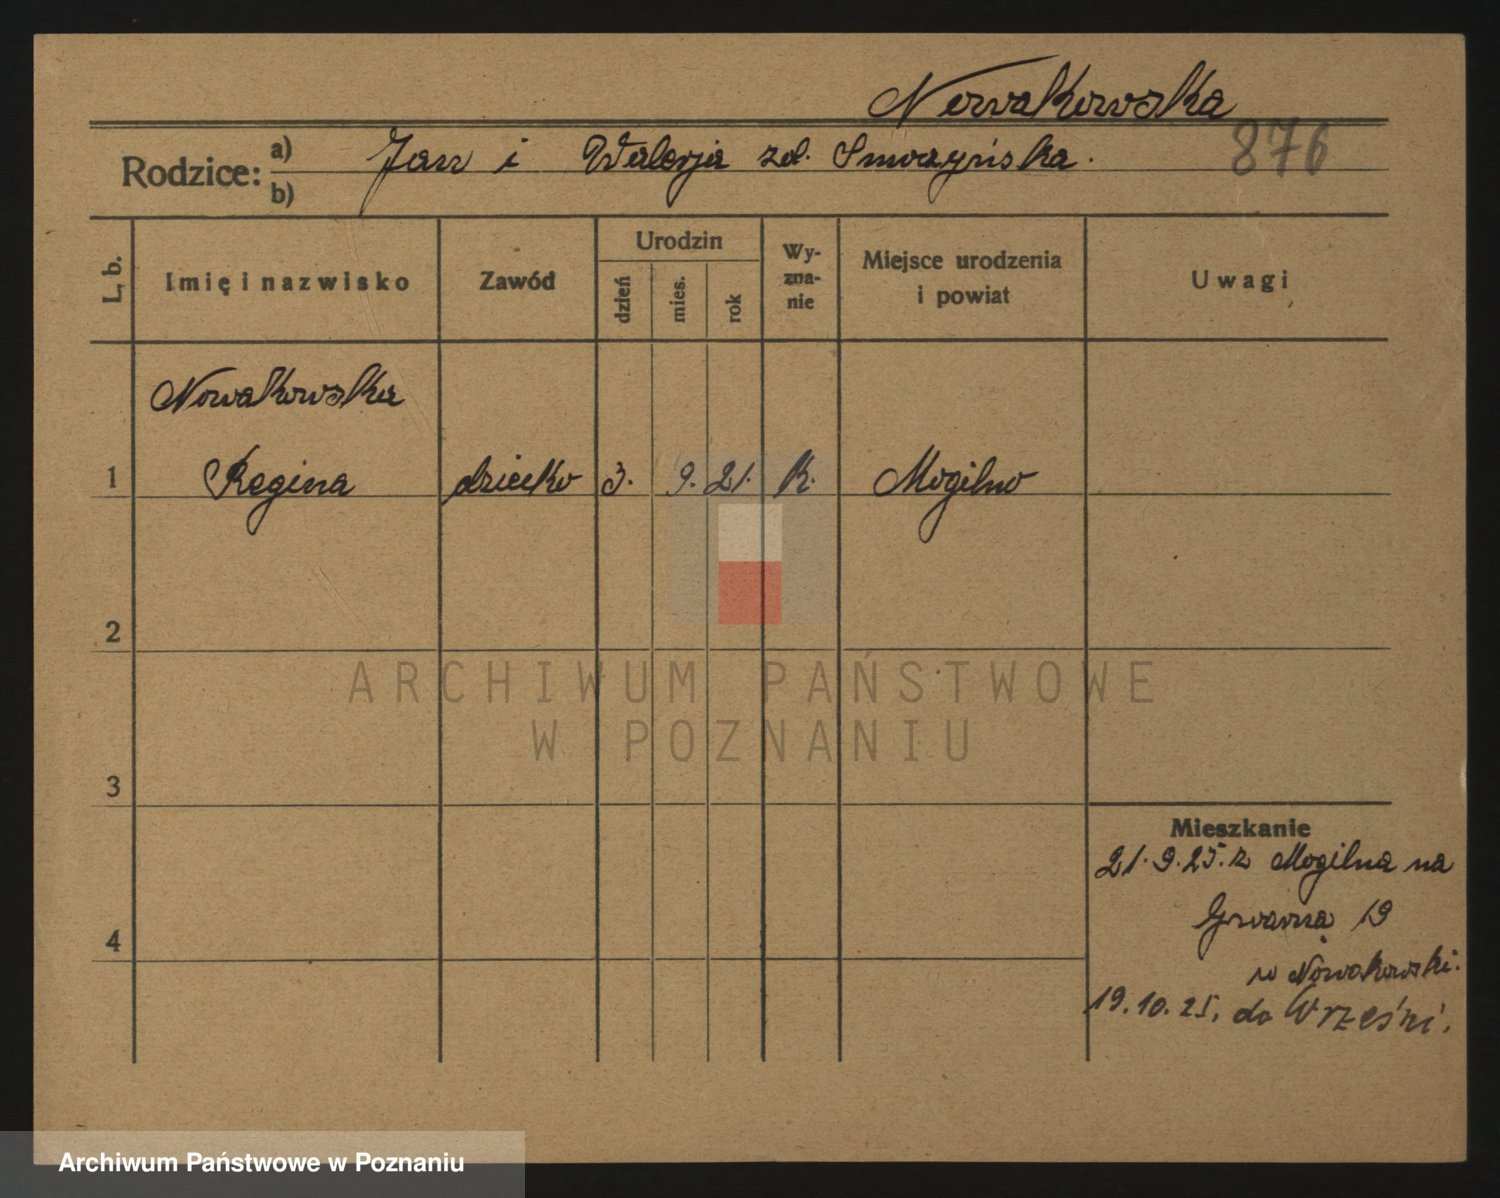 Nowakowska
876
Rodzice: a) Jan i Walerja zd. Smoczyńska.
b)
L. b.
Imię i nazwisko
Zawód
Urodzin
dzień
mies.
rok
Wy-
zna-
nie
Miejsce urodzenia
i powiat
Uwagi
Nowakowska
1 Regina dziecko 3. 9. 21. K. Mogilno
2
ARCHIWUM PAŃSTWOWE
W POZNANIU
3
Mieszkanie
21.9.25. z Mogilna na
Gwarna 19
4
w Nowakowski.
19.10.25. do Wrześni.
Archiwum Państwowe w Poznaniu